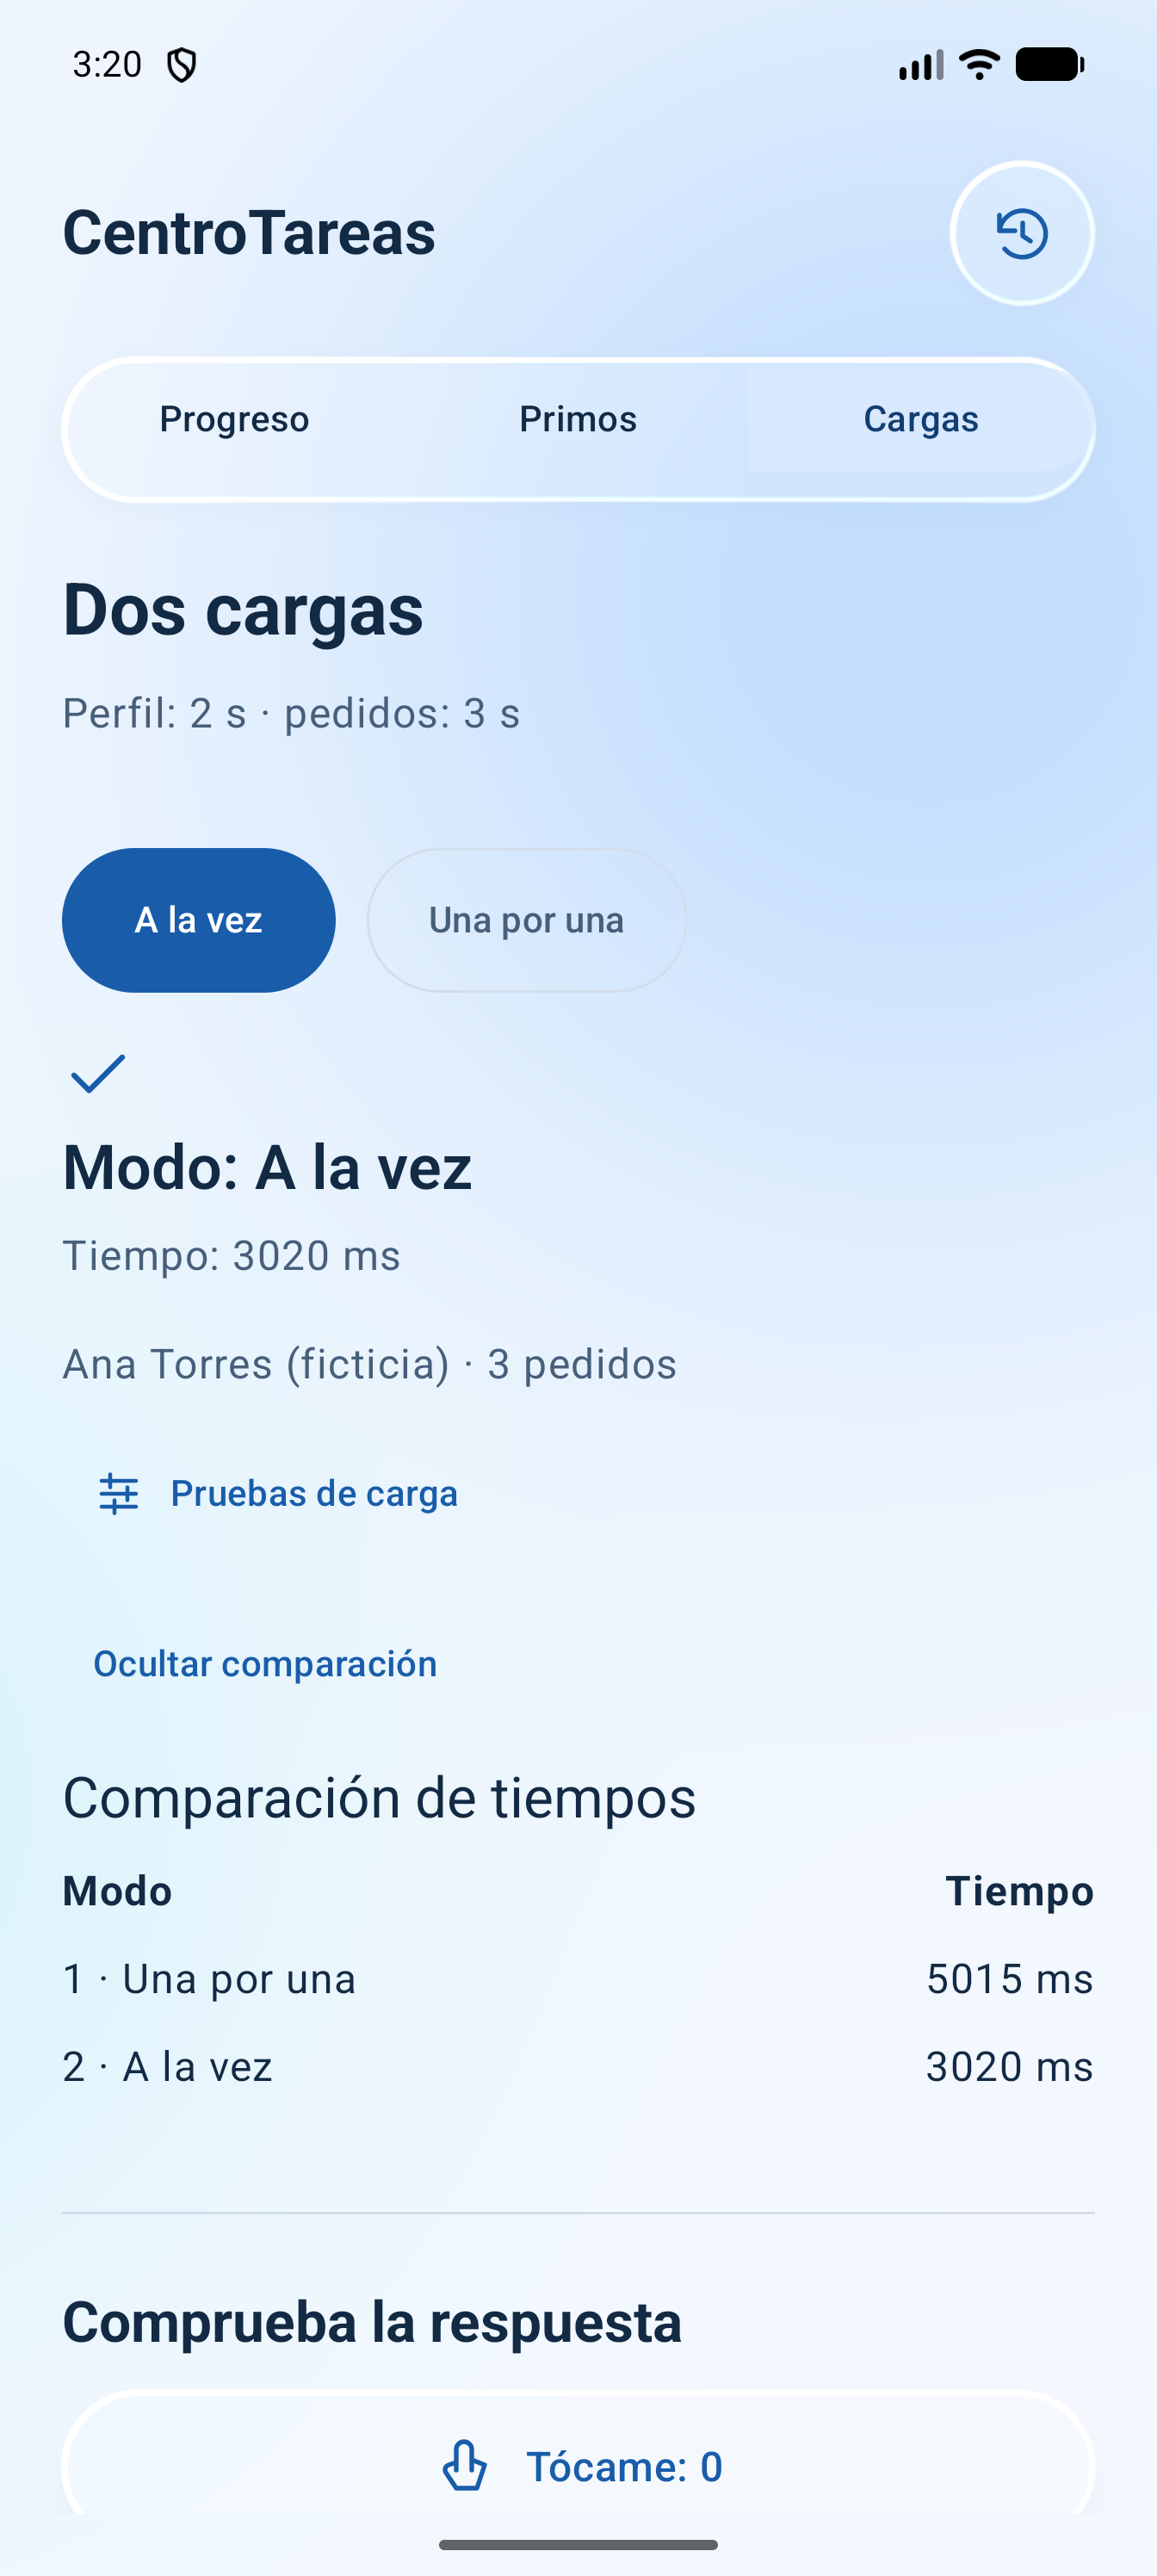 3:20
CentroTareas
Progreso Primos Cargas
Dos cargas
Perfil: 2 s · pedidos: 3 s
A la vez Una por una
Modo: A la vez
Tiempo: 3020 ms
Ana Torres (ficticia) · 3 pedidos
Pruebas de carga
Ocultar comparación
Comparación de tiempos
Modo Tiempo
1 · Una por una 5015 ms
2 · A la vez 3020 ms
Comprueba la respuesta
Tócame: 0